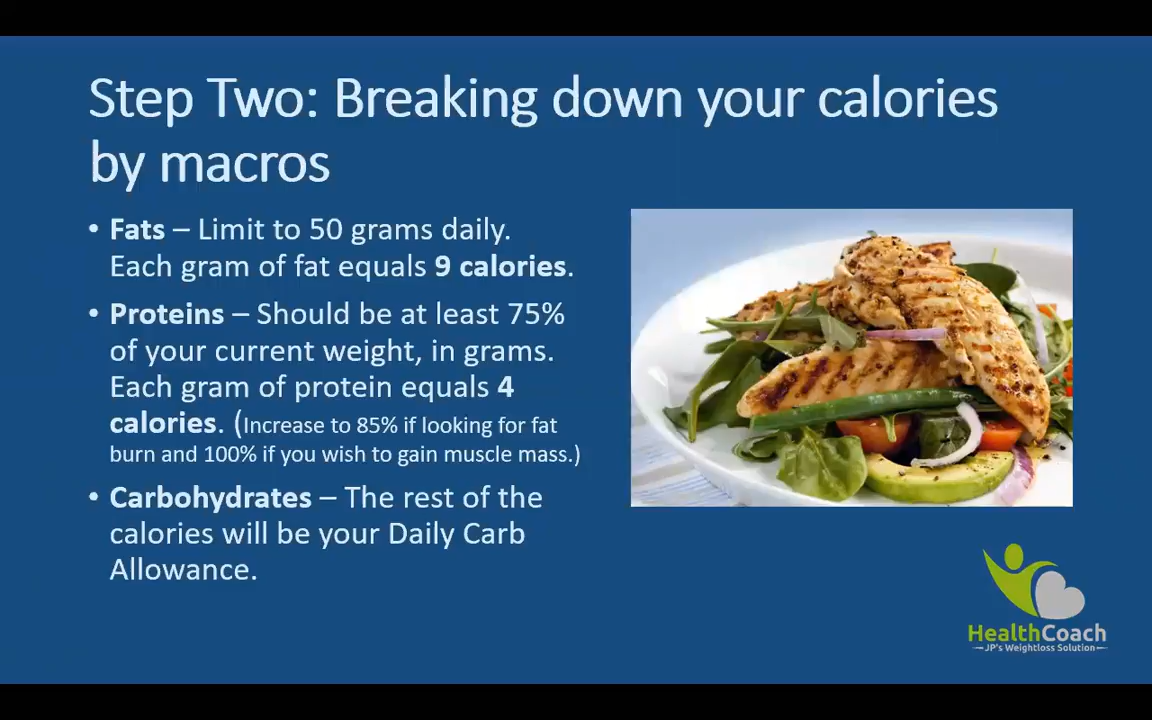 Step Two: Breaking down your calories
by macros
• Fats – Limit to 50 grams daily.
Each gram of fat equals 9 calories.
• Proteins – Should be at least 75%
of your current weight, in grams.
Each gram of protein equals 4
calories. (Increase to 85% if looking for fat
burn and 100% if you wish to gain muscle mass.)
• Carbohydrates – The rest of the
calories will be your Daily Carb
Allowance.
HealthCoach
JP's Weightloss Solution